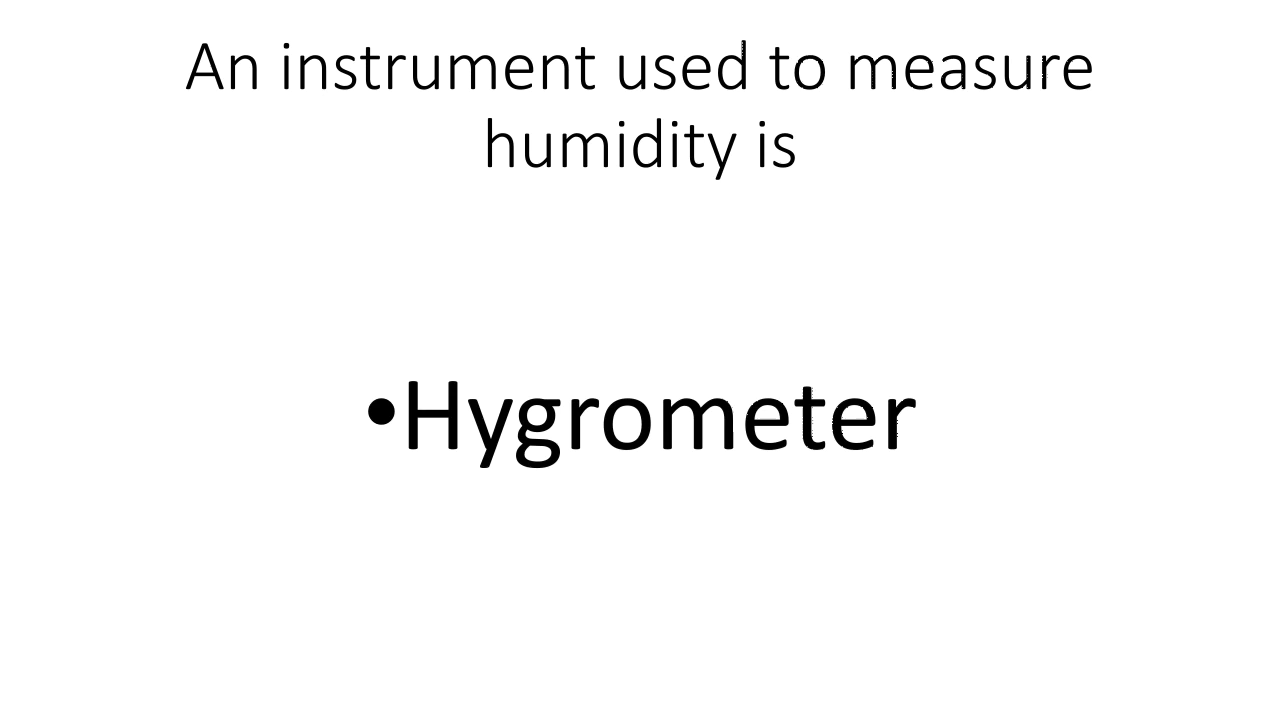 An instrument used to measure
humidity is
•Hygrometer